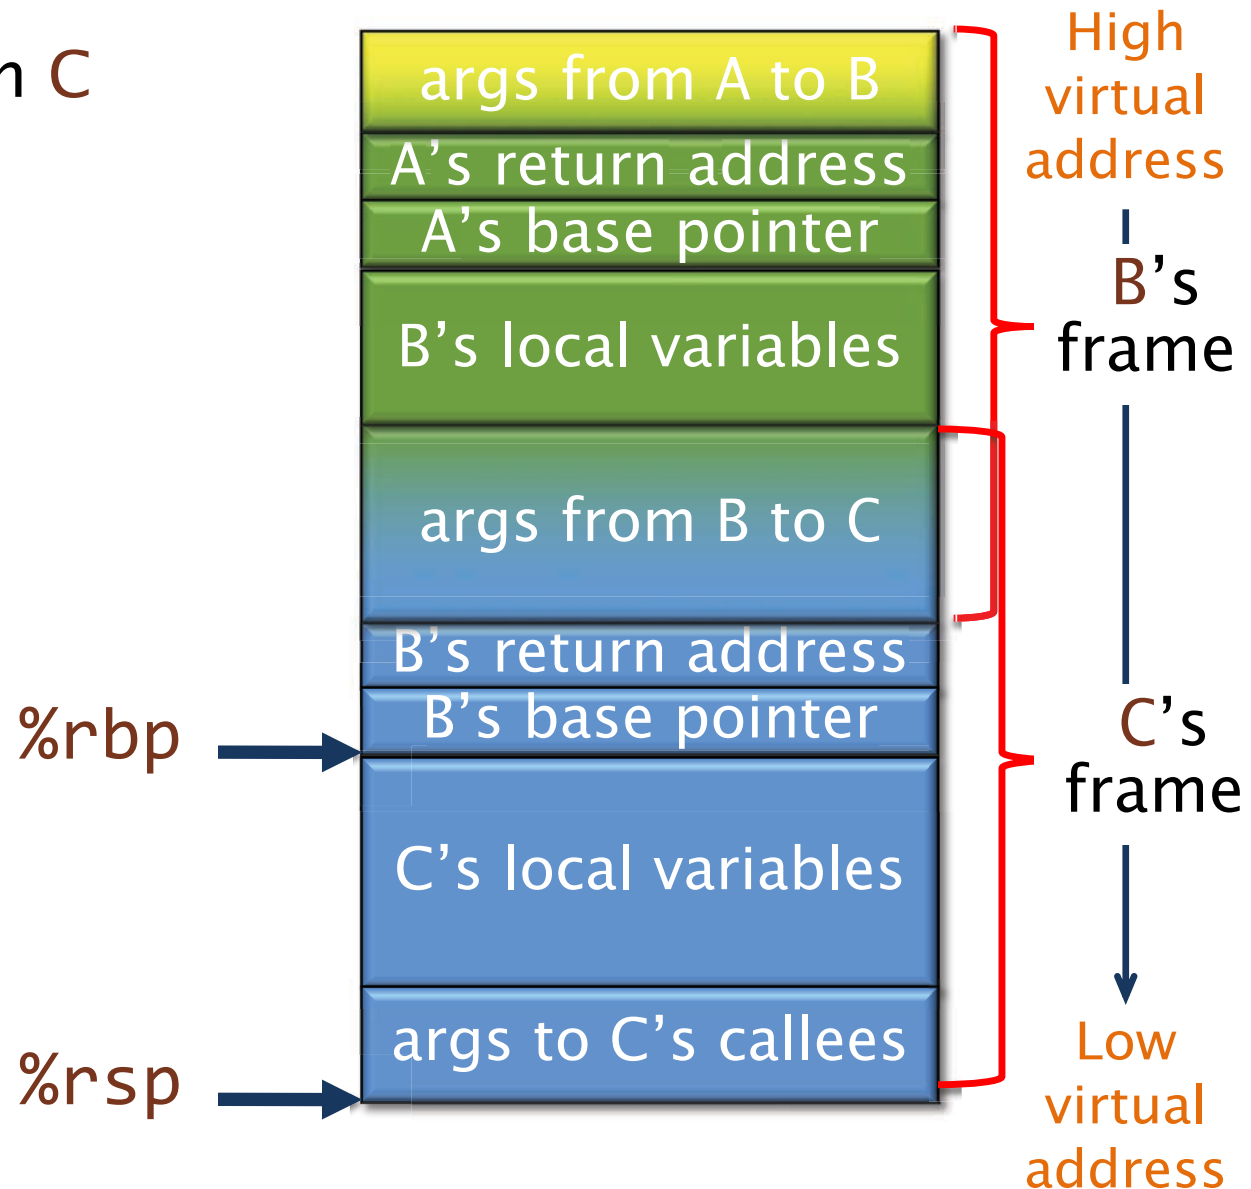 n C
args from A to B
A's return address
A's base pointer
B's local variables
args from B to C
B's return address
B's base pointer
C's local variables
args to C's callees
%rbp
%rsp
High
virtual
address
B's
frame
C's
frame
Low
virtual
address